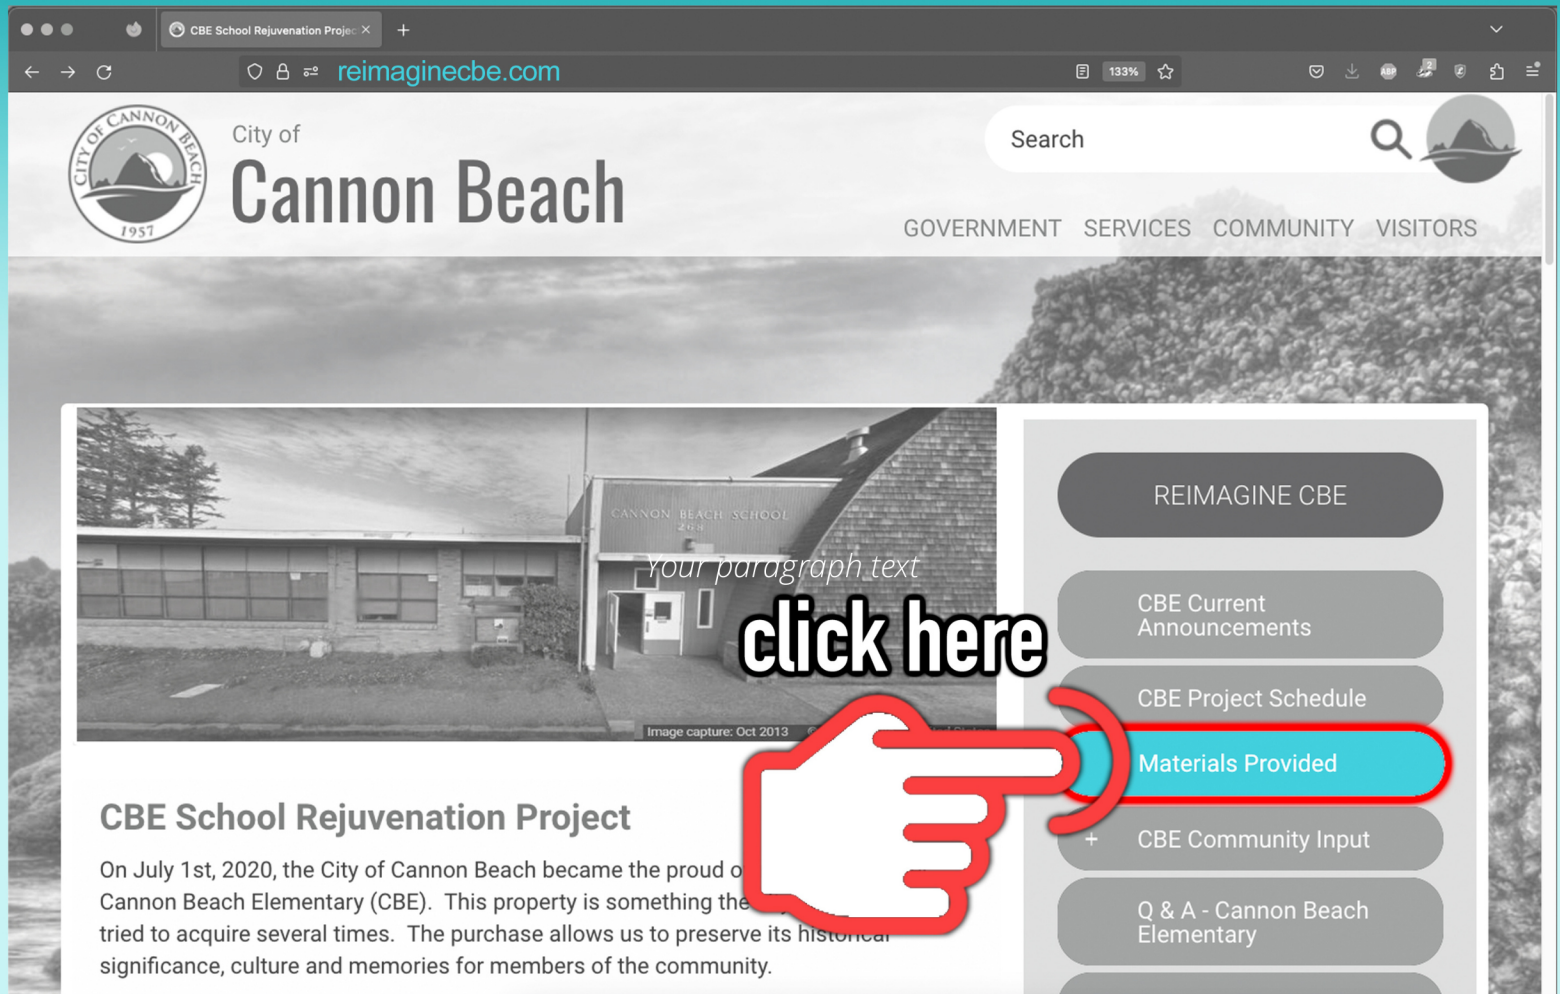 CBE School Rejuvenation Projec
reimaginecbe.com
133%
ABP
2
CITY OF CANNON BEACH
1957
City of
Cannon Beach
Search
GOVERNMENT SERVICES COMMUNITY VISITORS
CANNON BEACH SCHOOL
268
Your paragraph text
click here
Image capture: Oct 2013
REIMAGINE CBE
CBE Current
Announcements
CBE Project Schedule
Materials Provided
+ CBE Community Input
Q & A - Cannon Beach
Elementary
CBE School Rejuvenation Project
On July 1st, 2020, the City of Cannon Beach became the proud o
Cannon Beach Elementary (CBE). This property is something the
tried to acquire several times. The purchase allows us to preserve its historical
significance, culture and memories for members of the community.